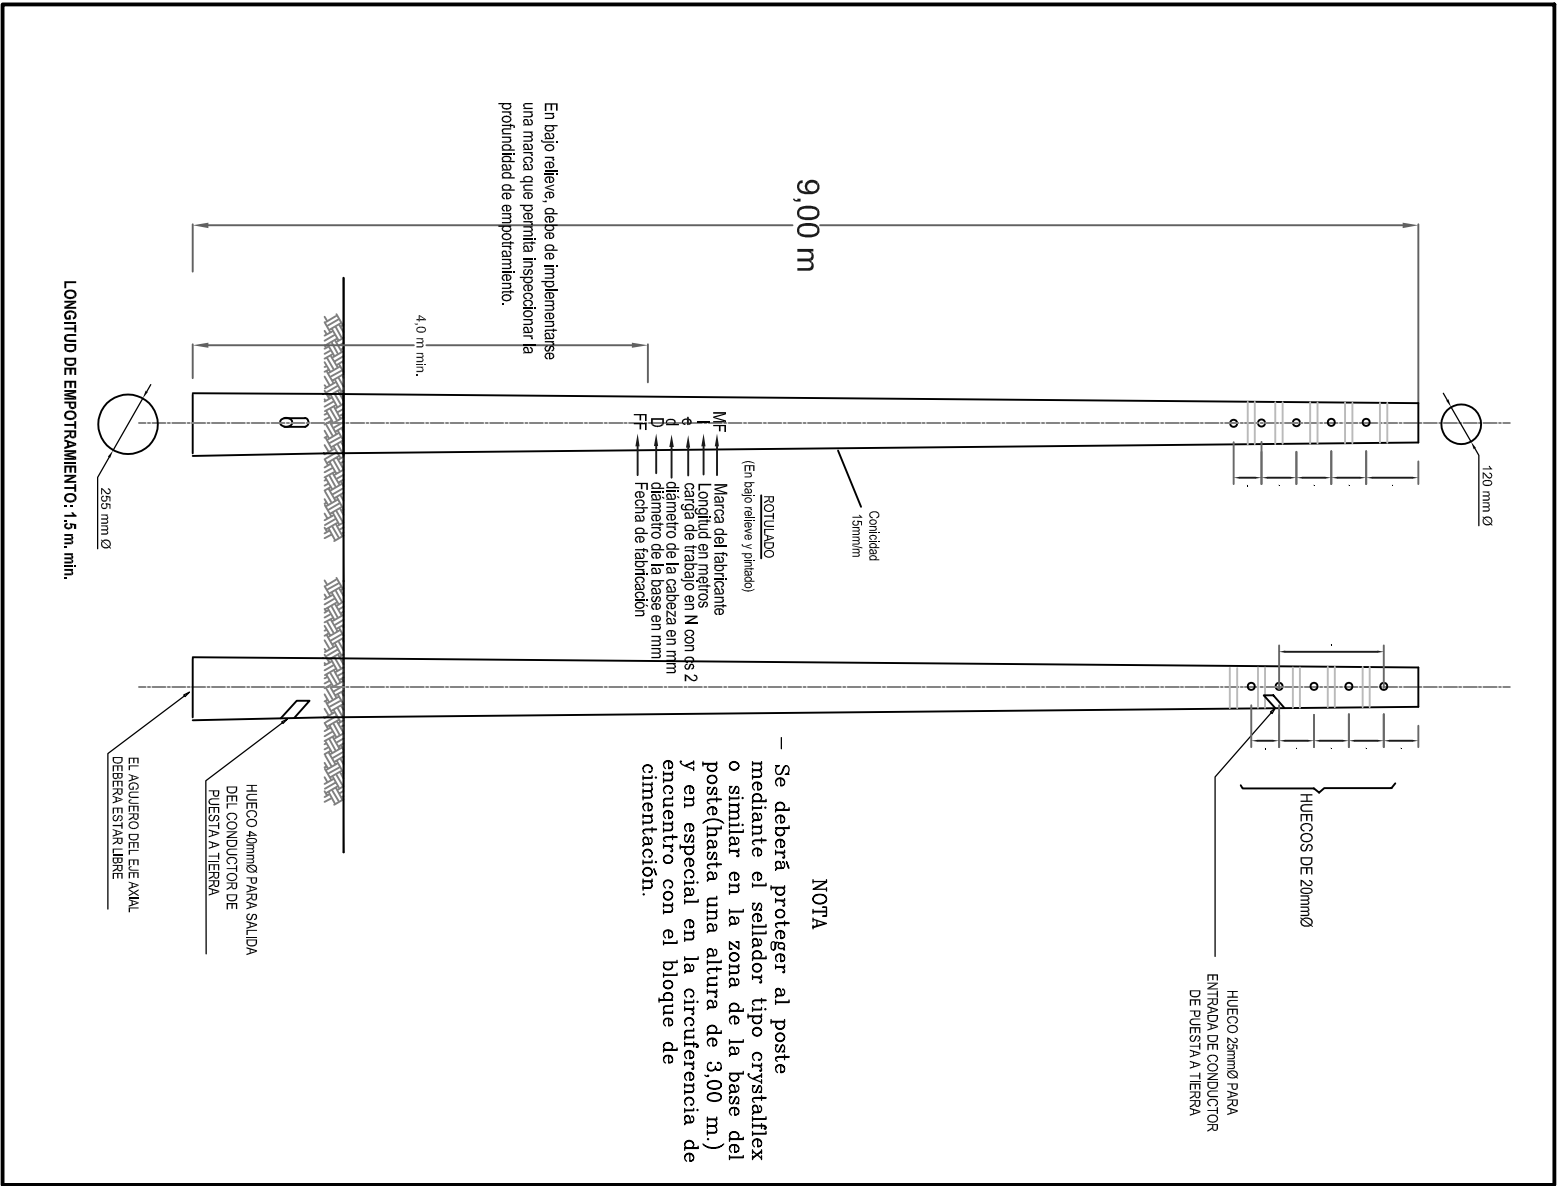 120 mm Ø
9,00 m
Conicidad
15mm/m
ROTULADO
(En bajo relieve y pintado)
MF
l
e
d
D
FF
Marca del fabricante
Longitud en metros
carga de trabajo en N con cs 2
diámetro de la cabeza en mm
diámetro de la base en mm
Fecha de fabricación
En bajo relieve, debe de implementarse
una marca que permita inspeccionar la
profundidad de empotramiento.
4,0 m min.
255 mm Ø
LONGITUD DE EMPOTRAMIENTO: 1.5 m. min.
HUECOS DE 20mmØ
HUECO 25mmØ PARA
ENTRADA DE CONDUCTOR
DE PUESTA A TIERRA
NOTA
- Se deberá proteger al poste
mediante el sellador tipo crystalflex
o similar en la zona de la base del
poste(hasta una altura de 3,00 m.)
y en especial en la circuferencia de
encuentro con el bloque de
cimentación.
HUECO 40mmØ PARA SALIDA
DEL CONDUCTOR DE
PUESTA A TIERRA
EL AGUJERO DEL EJE AXIAL
DEBERA ESTAR LIBRE